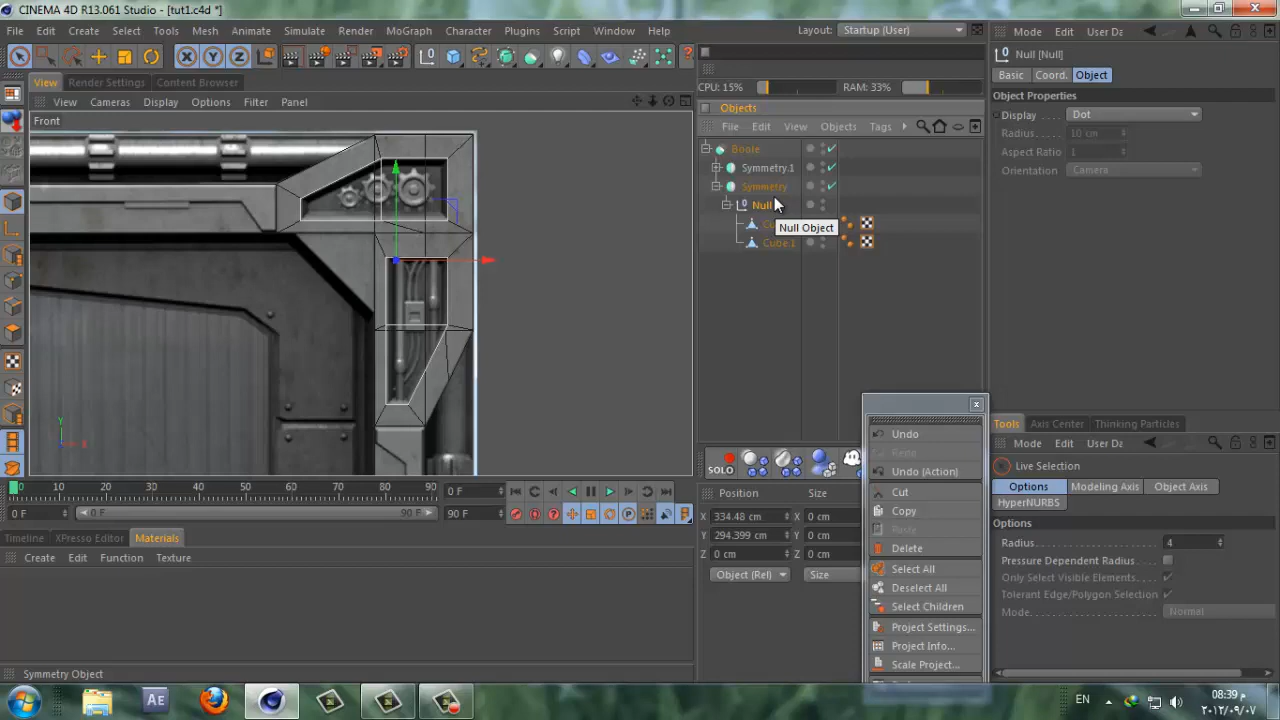 CINEMA 4D R13.061 Studio - [tut1.c4d *]
File Edit Create Select Tools Mesh Animate Simulate Render MoGraph Character Plugins Script Window Help Layout: Startup (User)
View Render Settings Content Browser
View Cameras Display Options Filter Panel
Front
CPU: 15% RAM: 33%
Objects
File Edit View Objects Tags
Boole
Symmetry.1
Symmetry
Null
Null Object
Cube.1
Mode Edit User Da
Null [Null]
Basic Coord. Object
Object Properties
Display Dot
Radius 10 cm
Aspect Ratio 1
Orientation Camera
Undo
Redo
Undo (Action)
Cut
Copy
Paste
Delete
Select All
Deselect All
Select Children
Project Settings...
Project Info...
Scale Project...
Tools Axis Center Thinking Particles
Mode Edit User Da
Live Selection
Options Modeling Axis Object Axis
HyperNURBS
Options
Radius 4
Pressure Dependent Radius
Only Select Visible Elements
Tolerant Edge/Polygon Selection
Mode: Normal
SOLO
Y
X
0 10 20 30 40 50 60 70 80 90 0 F
0 F 0 F 90 F 90 F
Timeline XPresso Editor Materials
Create Edit Function Texture
Position Size
X 334.48 cm X 0 cm
Y 294.399 cm Y 0 cm
Z 0 cm Z 0 cm
Object (Rel) Size
Symmetry Object
Ae
EN
08:39 م
٢٠١٢/٠٩/٠٧